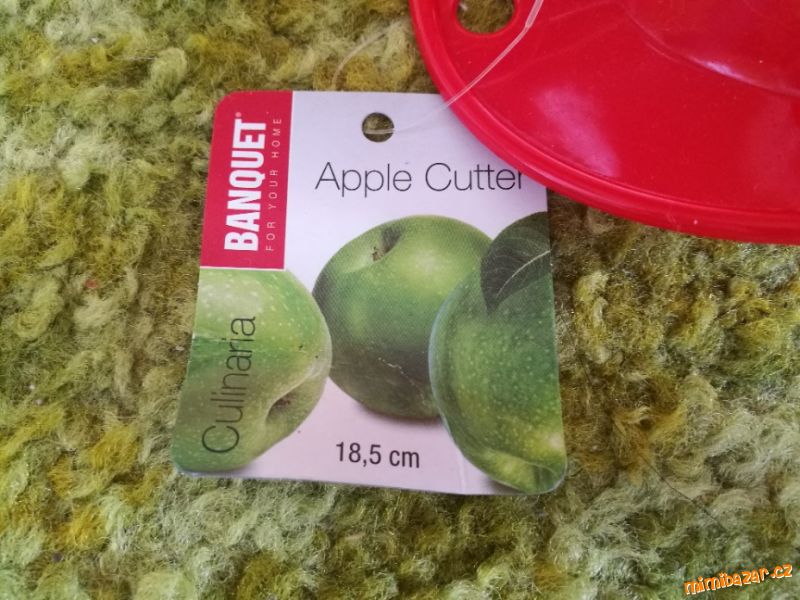 BANQUET®
FOR YOUR HOME
Apple Cutter
Culinaria
18,5 cm
mimibazar.cz